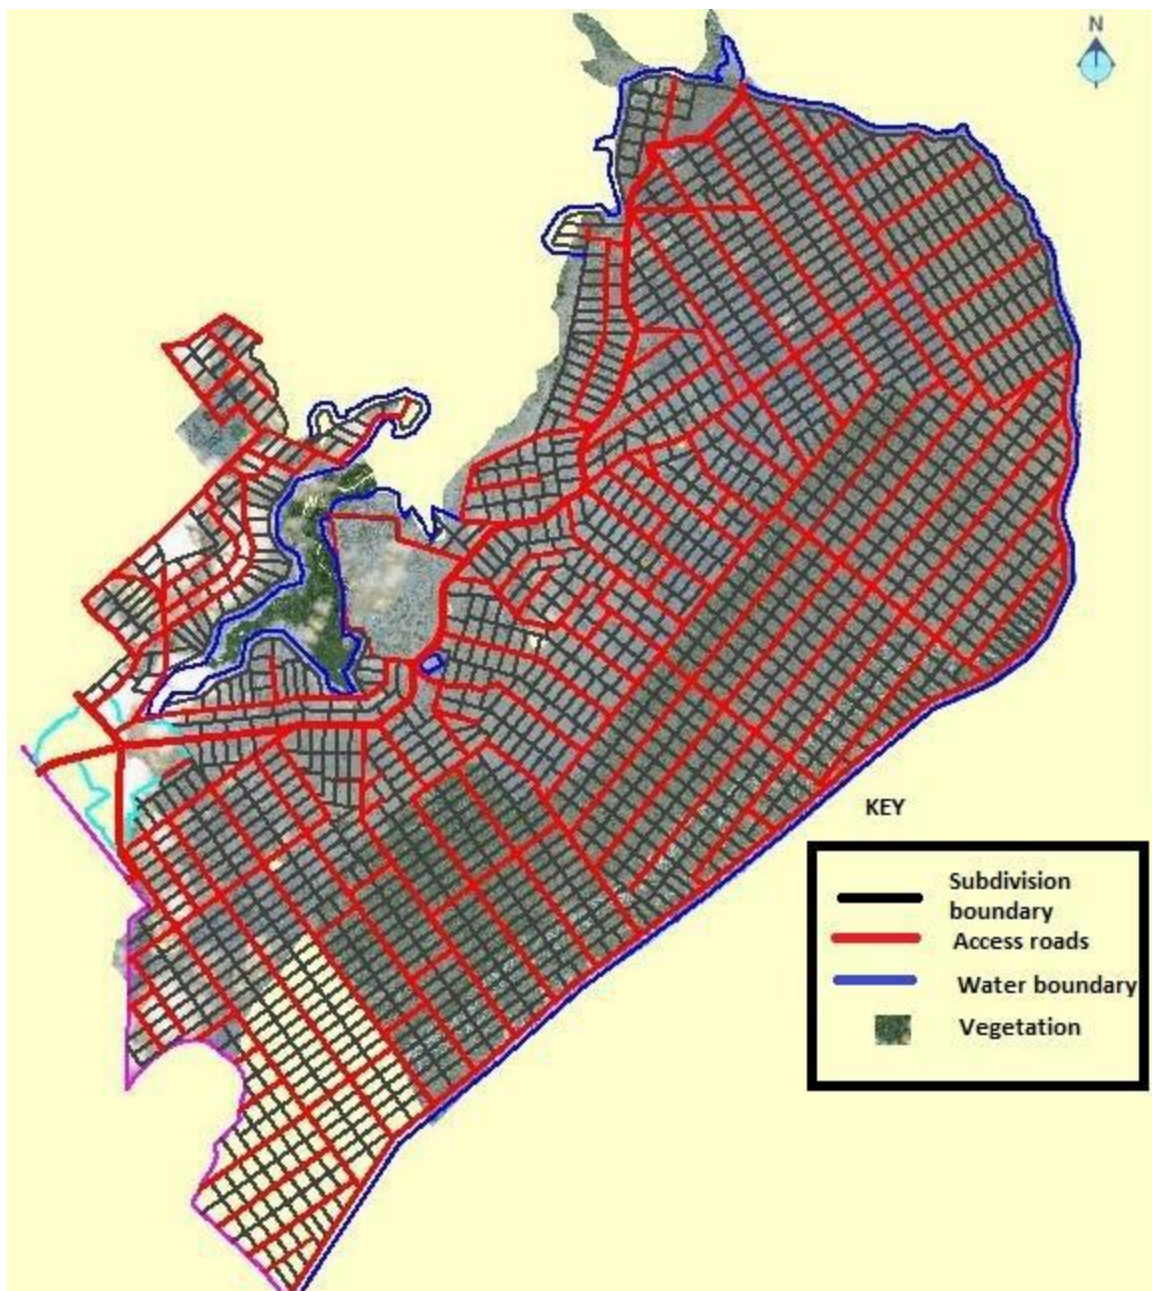 N
KEY
Subdivision
boundary
Access roads
Water boundary
Vegetation